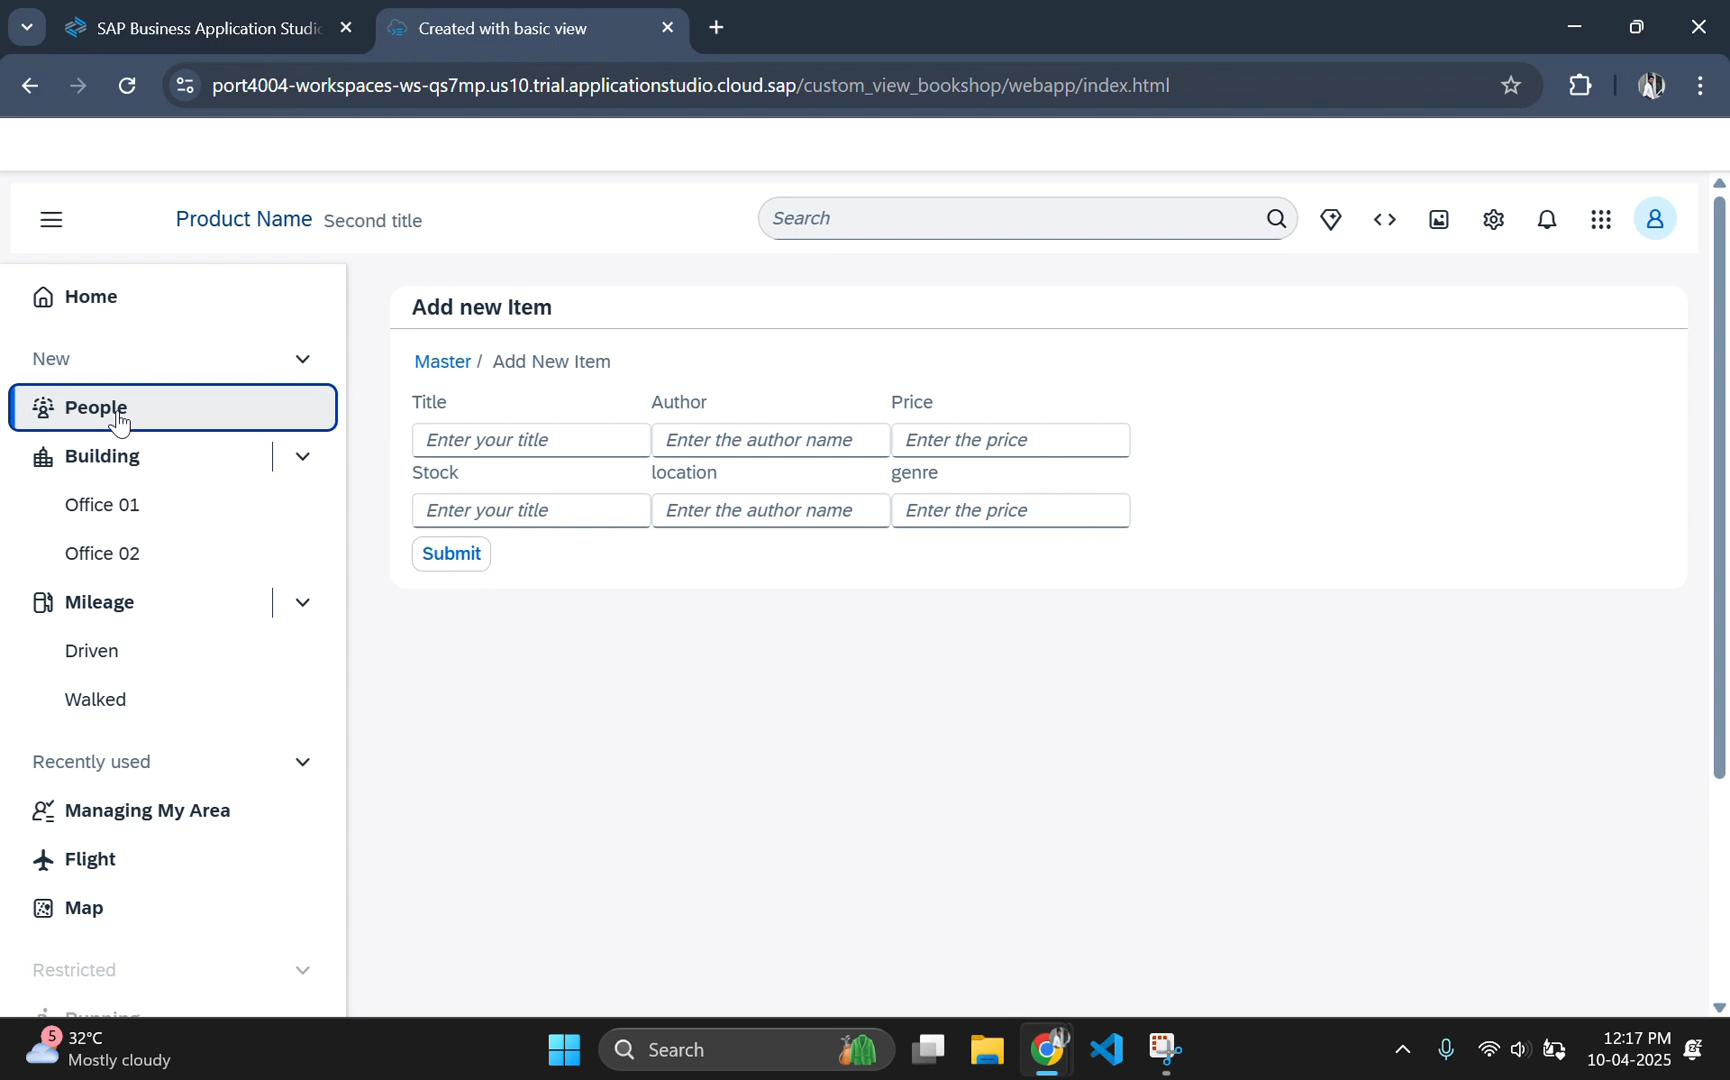 SAP Business Application Studio
Created with basic view
port4004-workspaces-ws-qs7mp.us10.trial.applicationstudio.cloud.sap/custom_view_bookshop/webapp/index.html
Product Name Second title
Search
Home
New
People
Building
Office 01
Office 02
Mileage
Driven
Walked
Recently used
Managing My Area
Flight
Map
Restricted
Running
Add new Item
Master / Add New Item
Title Author Price
Enter your title Enter the author name Enter the price
Stock location genre
Enter your title Enter the author name Enter the price
Submit
5
32°C
Mostly cloudy
Search
12:17 PM
10-04-2025